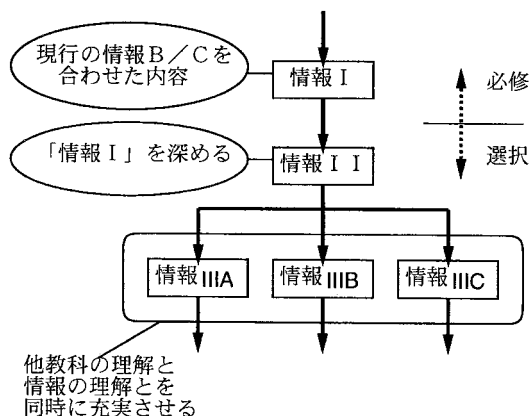 現行の情報B／Cを
合わせた内容
情報I
必修
選択
「情報I」を深める
情報II
情報IIIA
情報IIIB
情報IIIC
他教科の理解と
情報の理解とを
同時に充実させる